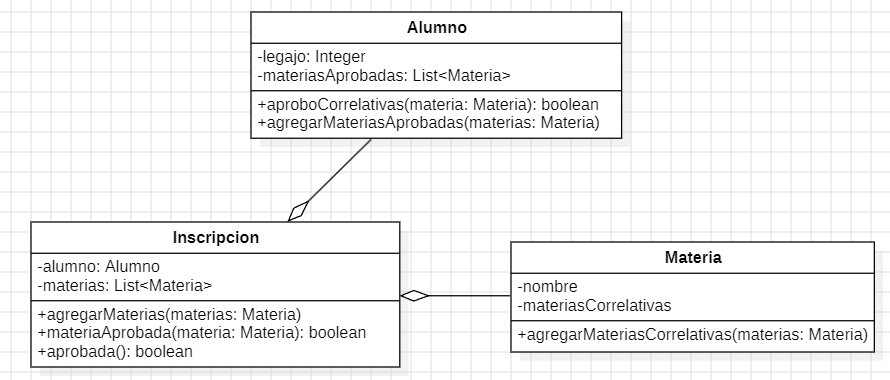 Alumno
-legajo: Integer
-materiasAprobadas: List<Materia>
+aproboCorrelativas(materia: Materia): boolean
+agregarMateriasAprobadas(materias: Materia)
Inscripcion
-alumno: Alumno
-materias: List<Materia>
+agregarMaterias(materias: Materia)
+materiaAprobada(materia: Materia): boolean
+aprobada(): boolean
Materia
-nombre
-materiasCorrelativas
+agregarMateriasCorrelativas(materias: Materia)